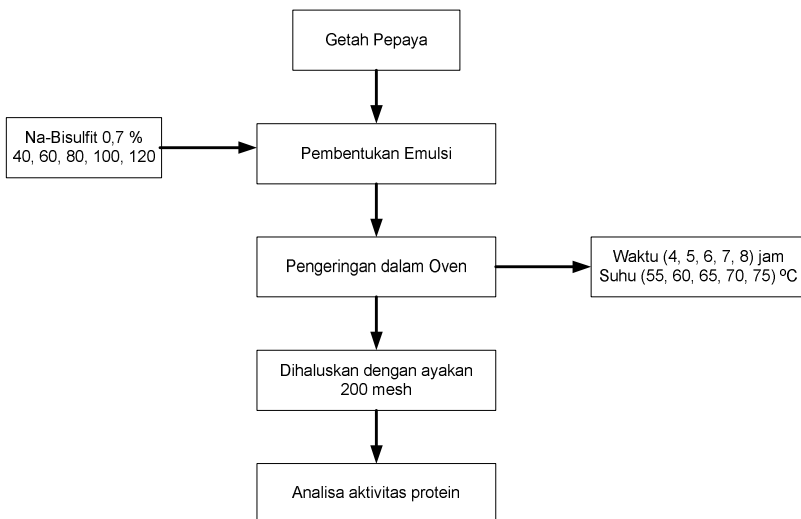 Getah Pepaya
Na-Bisulfit 0,7 %
40, 60, 80, 100, 120
Pembentukan Emulsi
Pengeringan dalam Oven
Waktu (4, 5, 6, 7, 8) jam
Suhu (55, 60, 65, 70, 75) ºC
Dihaluskan dengan ayakan
200 mesh
Analisa aktivitas protein